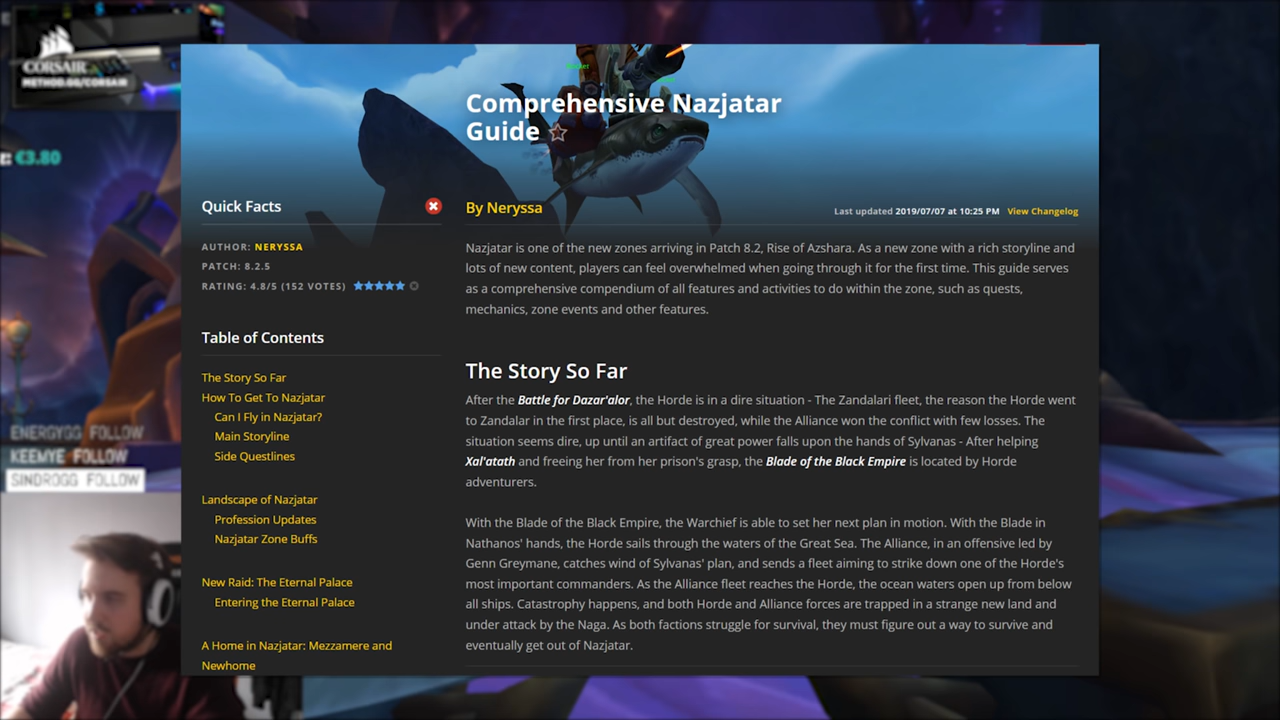 CORSAIR
METHOD.GG/CORSAIR
€3.80
ENERGYGG FOLLOW
KEEMYE FOLLOW
SINDROGG FOLLOW
Comprehensive Nazjatar
Guide
Quick Facts
AUTHOR: NERYSSA
PATCH: 8.2.5
RATING: 4.8/5 (152 VOTES)
Table of Contents
The Story So Far
How To Get To Nazjatar
Can I Fly in Nazjatar?
Main Storyline
Side Questlines
Landscape of Nazjatar
Profession Updates
Nazjatar Zone Buffs
New Raid: The Eternal Palace
Entering the Eternal Palace
A Home in Nazjatar: Mezzamere and
Newhome
By Neryssa
Last updated 2019/07/07 at 10:25 PM View Changelog
Nazjatar is one of the new zones arriving in Patch 8.2, Rise of Azshara. As a new zone with a rich storyline and
lots of new content, players can feel overwhelmed when going through it for the first time. This guide serves
as a comprehensive compendium of all features and activities to do within the zone, such as quests,
mechanics, zone events and other features.
The Story So Far
After the Battle for Dazar'alor, the Horde is in a dire situation - The Zandalari fleet, the reason the Horde went
to Zandalar in the first place, is all but destroyed, while the Alliance won the conflict with few losses. The
situation seems dire, up until an artifact of great power falls upon the hands of Sylvanas - After helping
Xal'atath and freeing her from her prison's grasp, the Blade of the Black Empire is located by Horde
adventurers.
With the Blade of the Black Empire, the Warchief is able to set her next plan in motion. With the Blade in
Nathanos' hands, the Horde sails through the waters of the Great Sea. The Alliance, in an offensive led by
Genn Greymane, catches wind of Sylvanas' plan, and sends a fleet aiming to strike down one of the Horde's
most important commanders. As the Alliance fleet reaches the Horde, the ocean waters open up from below
all ships. Catastrophy happens, and both Horde and Alliance forces are trapped in a strange new land and
under attack by the Naga. As both factions struggle for survival, they must figure out a way to survive and
eventually get out of Nazjatar.